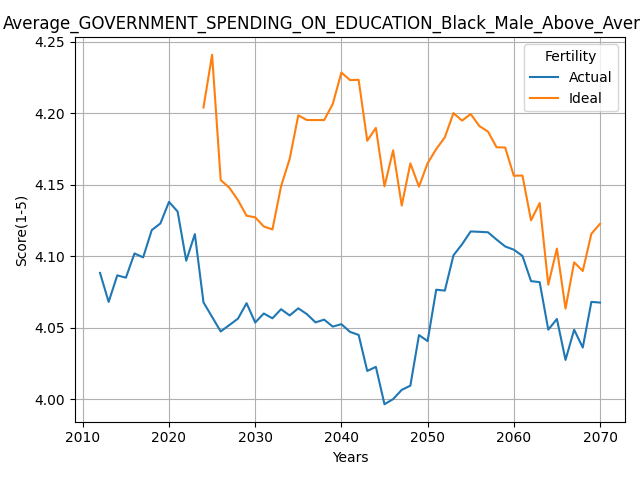 Average_GOVERNMENT_SPENDING_ON_EDUCATION_Black_Male_Above_Aver
Fertility
Actual
Ideal
4.25
4.20
4.15
4.10
4.05
4.00
Score(1-5)
2010 2020 2030 2040 2050 2060 2070
Years